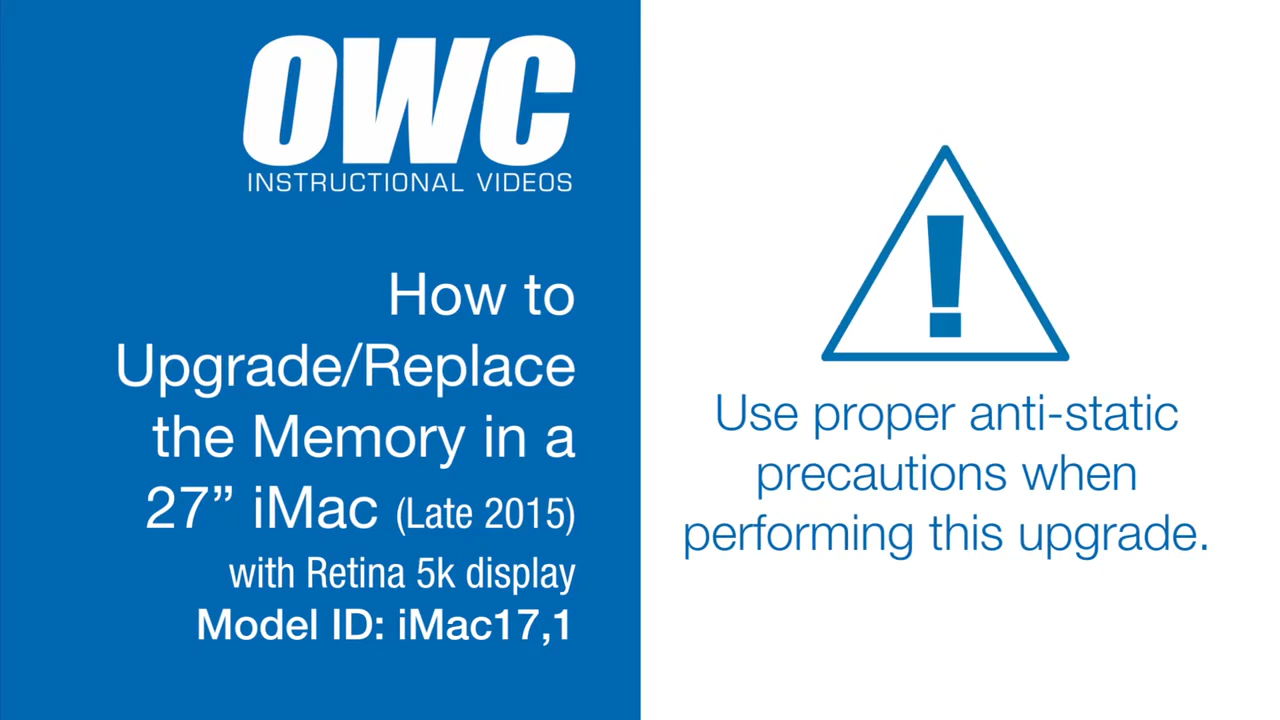 OWC
INSTRUCTIONAL VIDEOS
How to
Upgrade/Replace
the Memory in a
27” iMac (Late 2015)
with Retina 5k display
Model ID: iMac17,1
!
Use proper anti-static
precautions when
performing this upgrade.